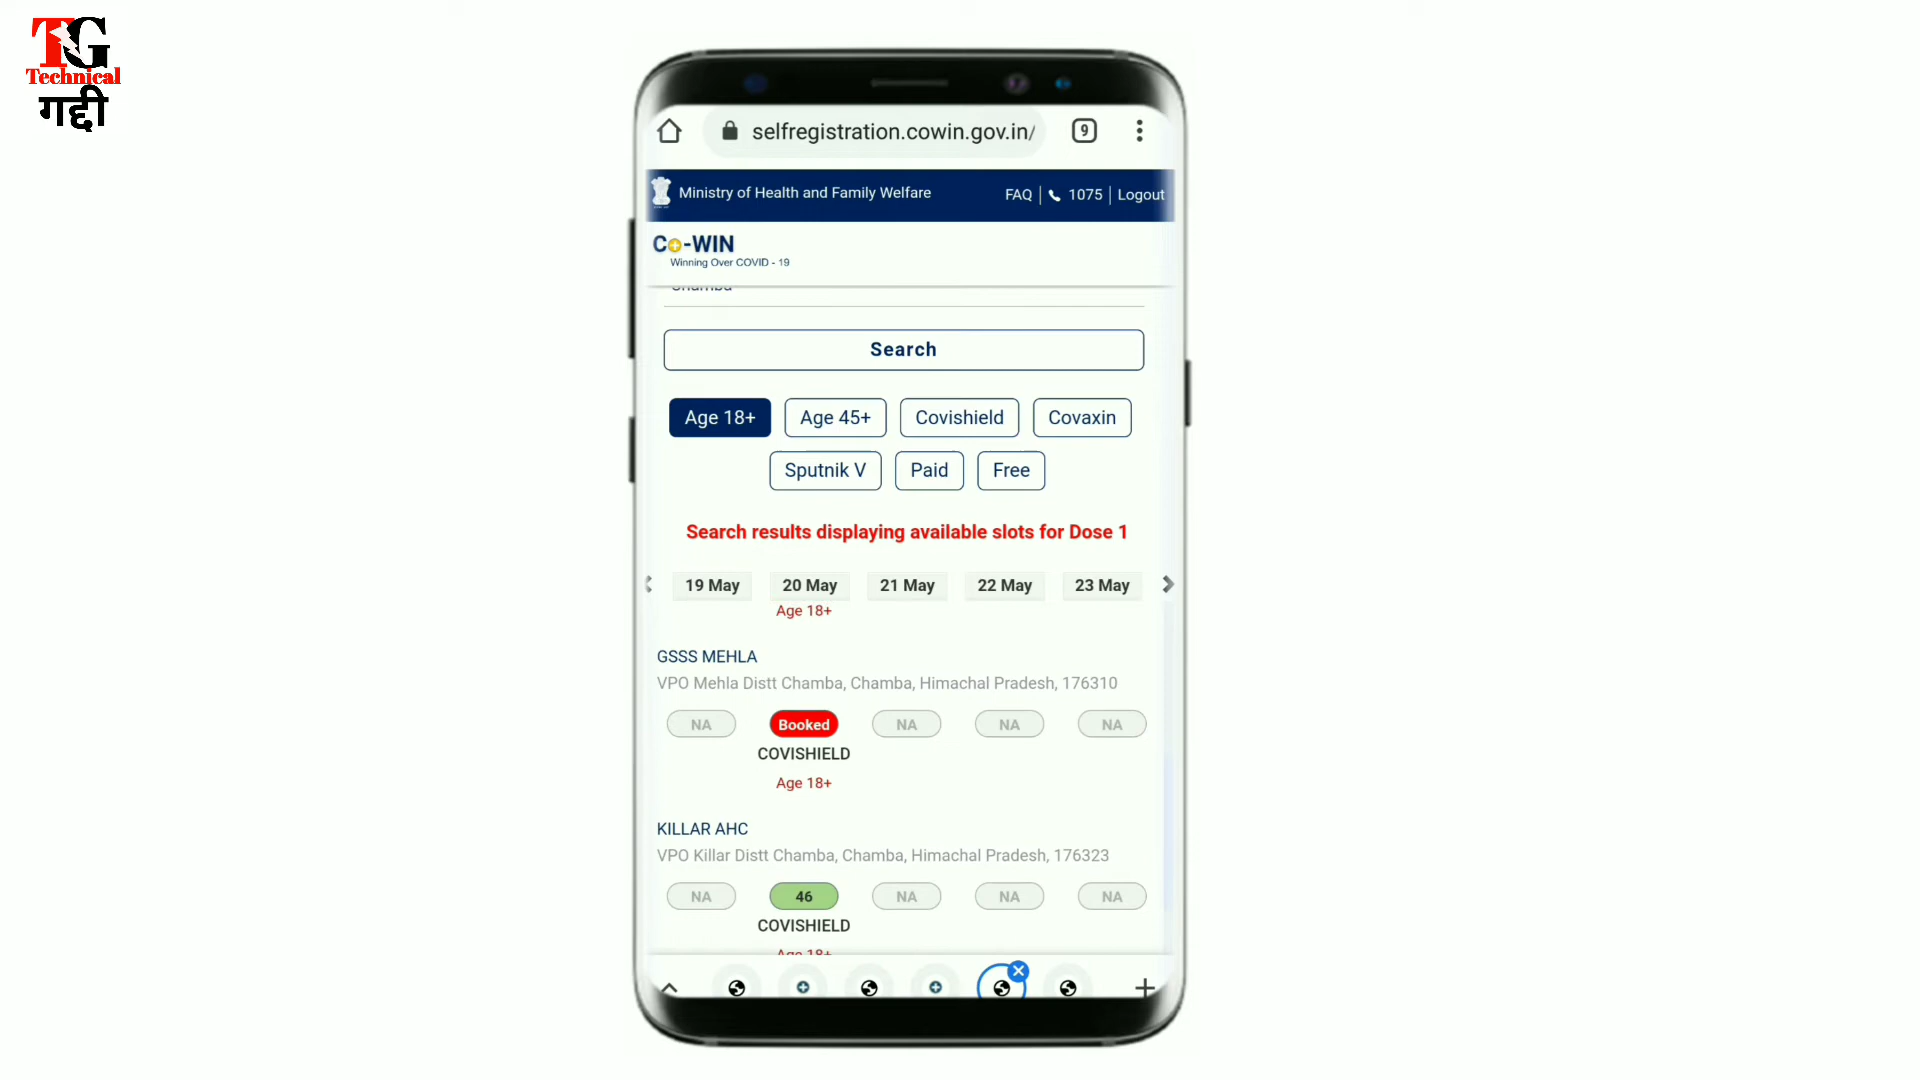 TG
Technical
गद्दी
selfregistration.cowin.gov.in/
9
Ministry of Health and Family Welfare
FAQ | 1075 | Logout
Co-WIN
Winning Over COVID - 19
Chamba
Search
Age 18+ Age 45+ Covishield Covaxin
Sputnik V Paid Free
Search results displaying available slots for Dose 1
19 May 20 May 21 May 22 May 23 May
Age 18+
GSSS MEHLA
VPO Mehla Distt Chamba, Chamba, Himachal Pradesh, 176310
NA Booked NA NA NA
COVISHIELD
Age 18+
KILLAR AHC
VPO Killar Distt Chamba, Chamba, Himachal Pradesh, 176323
NA 46 NA NA NA
COVISHIELD
Age 18+